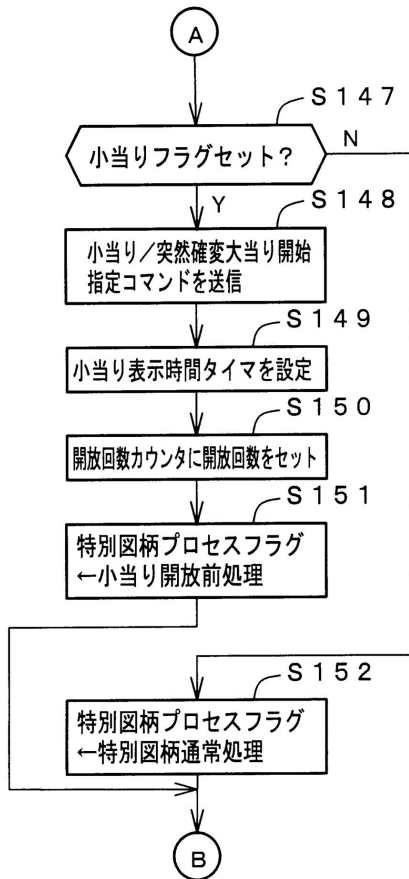 A
S147
小当りフラグセット?
N
Y
S148
小当り/突然確変大当り開始
指定コマンドを送信
S149
小当り表示時間タイマを設定
S150
開放回数カウンタに開放回数をセット
S151
特別図柄プロセスフラグ
←小当り開放前処理
S152
特別図柄プロセスフラグ
←特別図柄通常処理
B